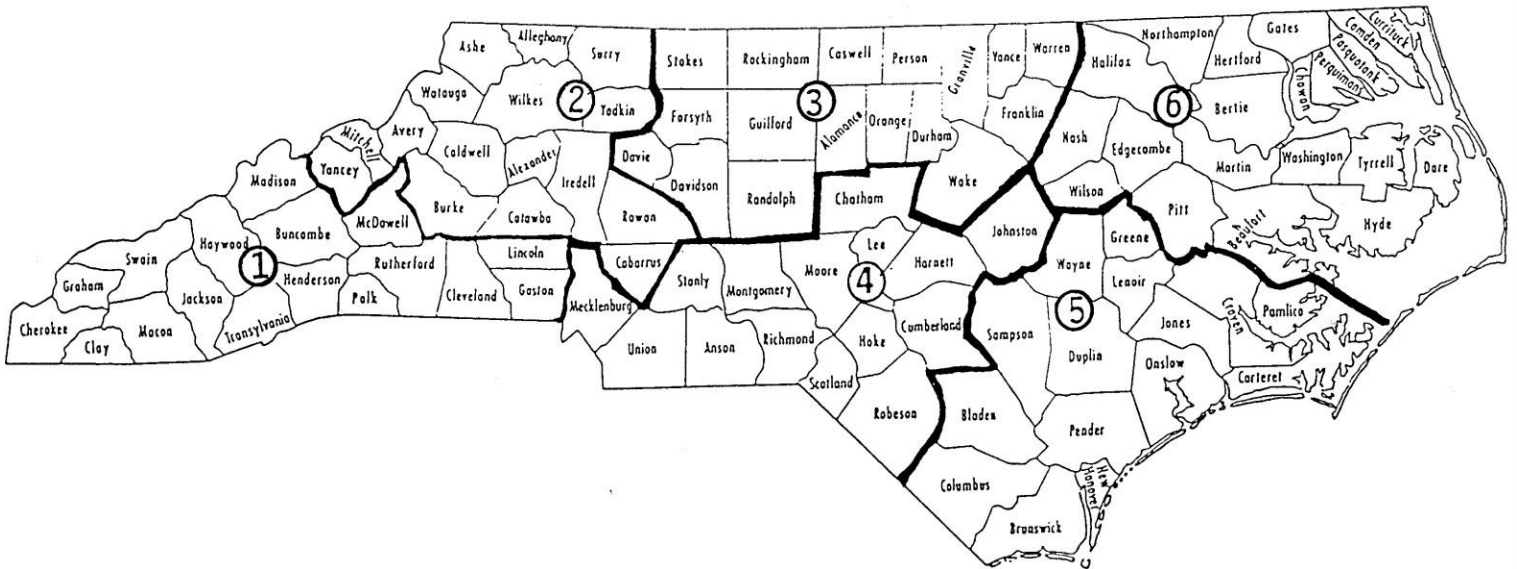 Ashe
Alleghany
Surry
Stokes
Rockingham
Caswell
Person
Granville
Vance
Warren
Northampton
Gates
Currituck
Camden
Pasquotank
Perquimans
Chowan
Halifax
Hertford
Watauga
Wilkes
2
Yadkin
Forsyth
Guilford
3
Alamance
Orange
Durham
Franklin
Nash
6
Bertie
Mitchell
Avery
Caldwell
Alexander
Iredell
Davie
Davidson
Randolph
Chatham
Wake
Edgecombe
Wilson
Martin
Washington
Tyrrell
Dare
Madison
Yancey
Burke
Catawba
Rowan
Johnston
Greene
Pitt
Beaufort
Hyde
Haywood
Buncombe
McDowell
Swain
1
Henderson
Rutherford
Lincoln
Cabarrus
Stanly
Moore
Lee
Harnett
4
Wayne
Lenoir
Graham
Jackson
Polk
Cleveland
Gaston
Mecklenburg
Montgomery
5
Craven
Pamlico
Cherokee
Clay
Macon
Transylvania
Union
Anson
Richmond
Hoke
Cumberland
Sampson
Duplin
Jones
Onslow
Carteret
Scotland
Robeson
Bladen
Pender
Columbus
New
Hanover
Brunswick